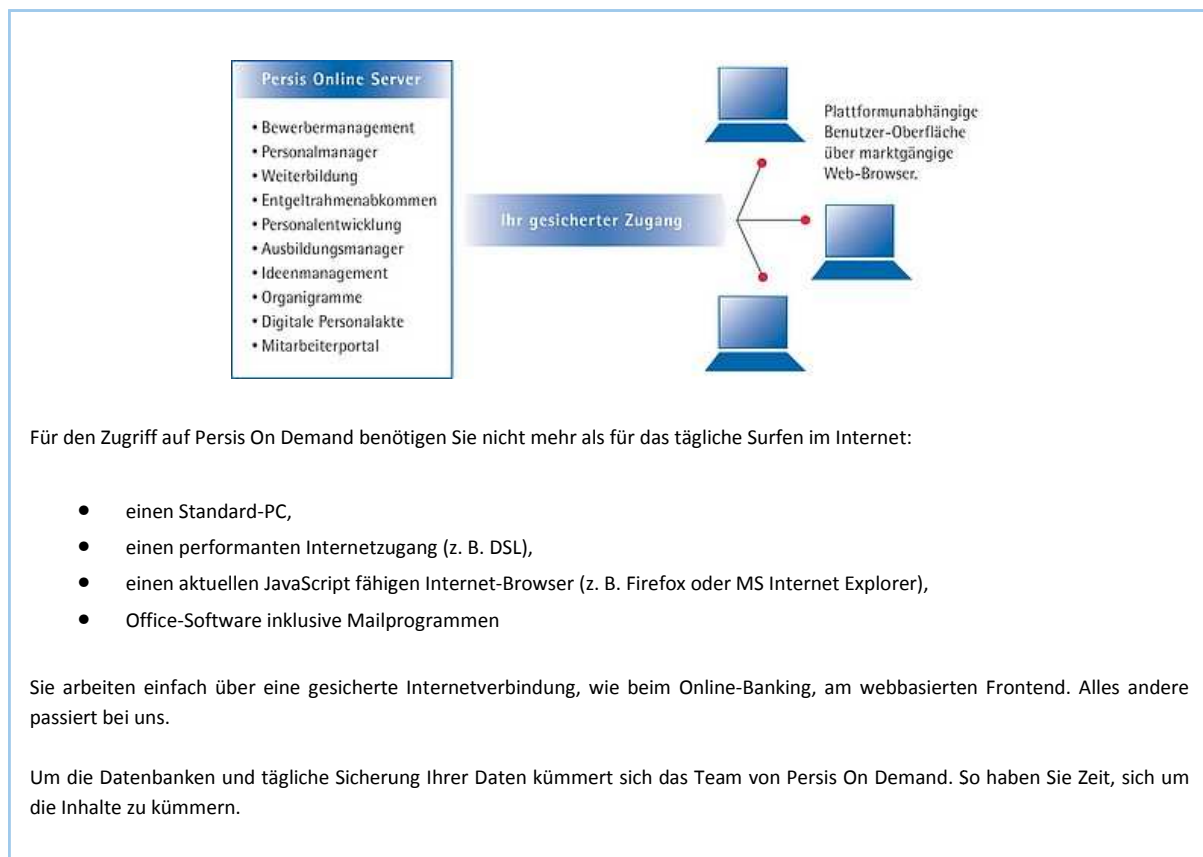 Persis Online Server
• Bewerbermanagement
• Personalmanager
• Weiterbildung
• Entgeltrahmenabkommen
• Personalentwicklung
• Ausbildungsmanager
• Ideenmanagement
• Organigramme
• Digitale Personalakte
• Mitarbeiterportal
Ihr gesicherter Zugang
Plattformunabhängige
Benutzer-Oberfläche
über marktgängige
Web-Browser.
Für den Zugriff auf Persis On Demand benötigen Sie nicht mehr als für das tägliche Surfen im Internet:
● einen Standard-PC,
● einen performanten Internetzugang (z. B. DSL),
● einen aktuellen JavaScript fähigen Internet-Browser (z. B. Firefox oder MS Internet Explorer),
● Office-Software inklusive Mailprogrammen
Sie arbeiten einfach über eine gesicherte Internetverbindung, wie beim Online-Banking, am webbasierten Frontend. Alles andere
passiert bei uns.
Um die Datenbanken und tägliche Sicherung Ihrer Daten kümmert sich das Team von Persis On Demand. So haben Sie Zeit, sich um
die Inhalte zu kümmern.